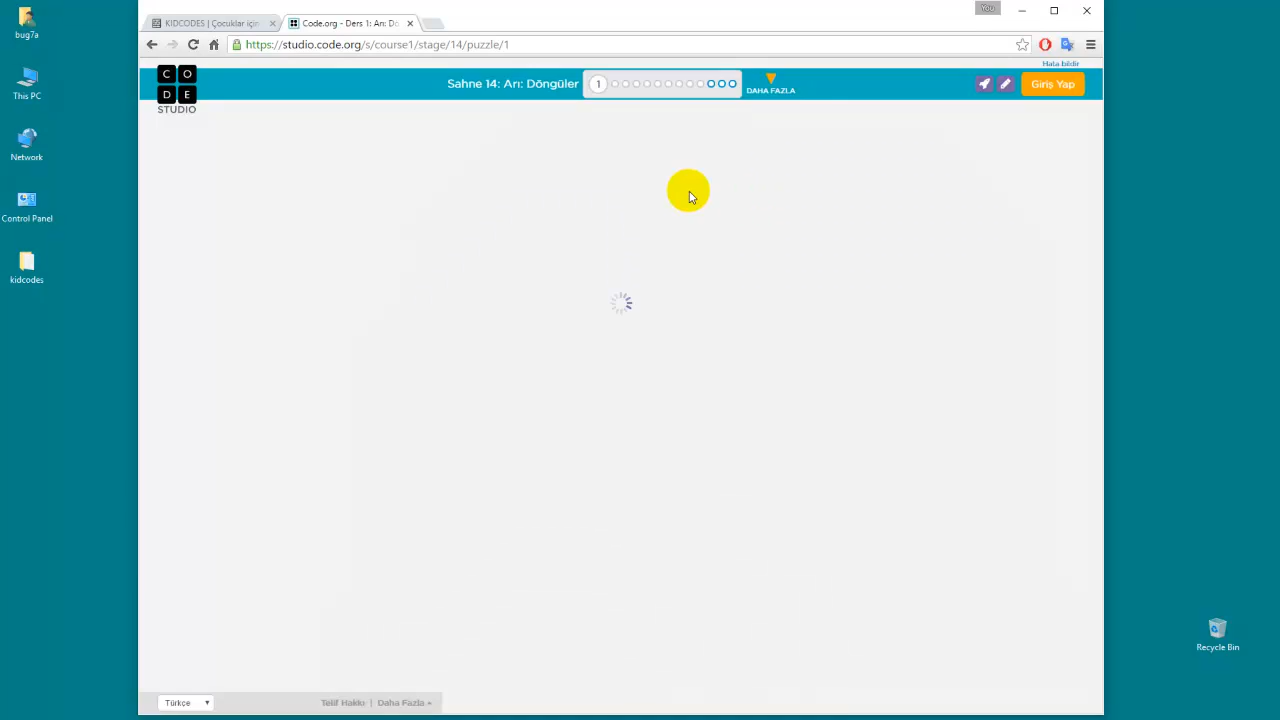 bug7a
This PC
Network
Control Panel
kidcodes
Recycle Bin
You
KIDCODES | Çocuklar için
Code.org - Ders 1: Arı: Dö
https://studio.code.org/s/course1/stage/14/puzzle/1
Hata bildir
C O
D E
STUDIO
Sahne 14: Arı: Döngüler
1
DAHA FAZLA
Giriş Yap
Türkçe
Telif Hakkı | Daha Fazla